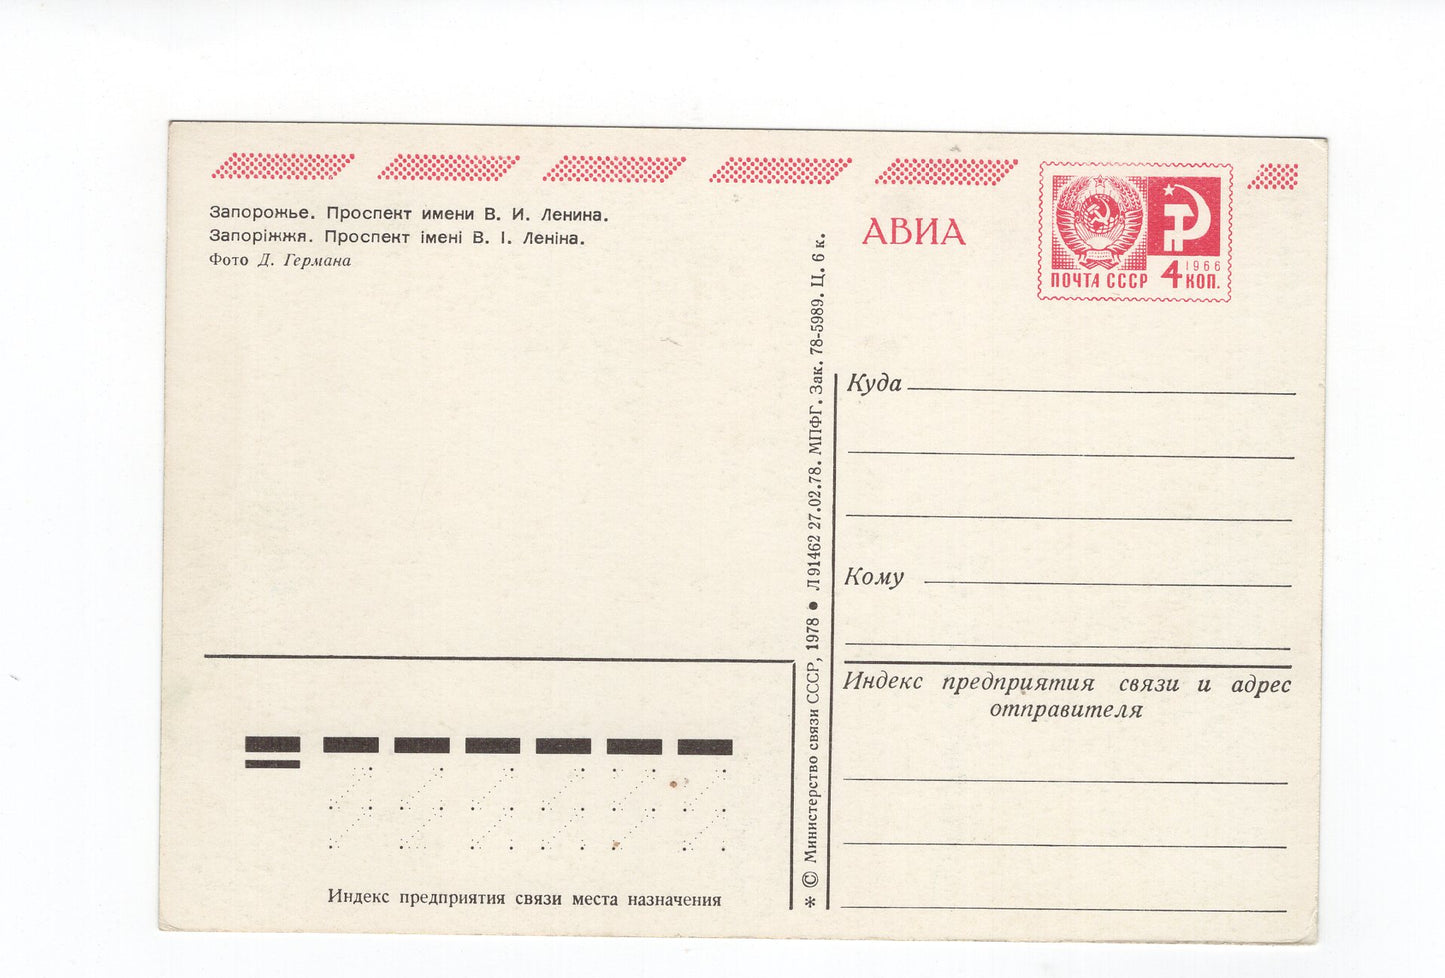 Запорожье. Проспект имени В. И. Ленина.
Запоріжжя. Проспект імені В. І. Леніна.
Фото Д. Германа
АВИА
1966
ПОЧТА СССР 4 КОП.
Куда
Кому
Индекс предприятия связи и адрес
отправителя
* © Министерство связи СССР, 1978 ● Л 91462 27.02.78. МПФГ. Зак. 78-5989. Ц. 6 к.
Индекс предприятия связи места назначения